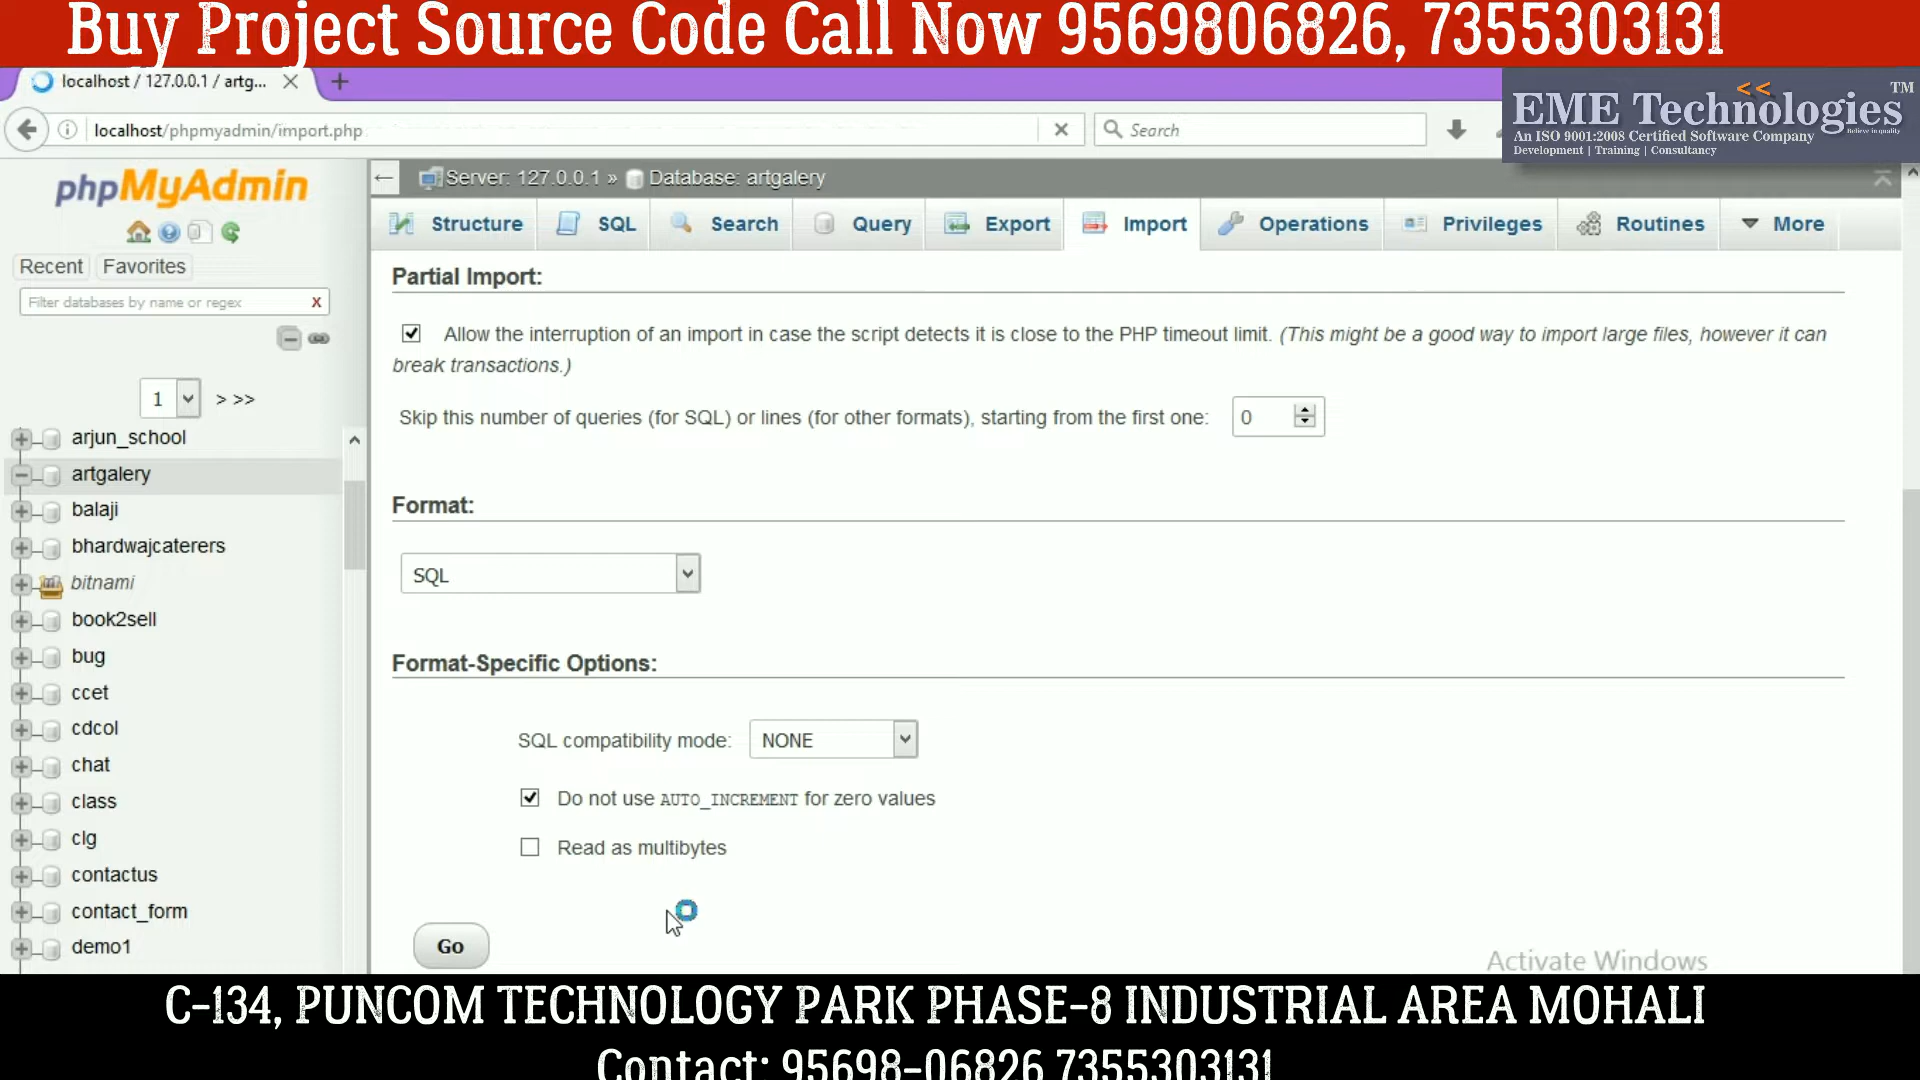 Buy Project Source Code Call Now 9569806826, 7355303131
localhost / 127.0.0.1 / artg...
localhost/phpmyadmin/import.php
Search
<< TM
EME Technologies
Believe in quality
An ISO 9001:2008 Certified Software Company
Development | Training | Consultancy
phpMyAdmin
Recent Favorites
Filter databases by name or regex X
1 > >>
arjun_school
artgalery
balaji
bhardwajcaterers
bitnami
book2sell
bug
ccet
cdcol
chat
class
clg
contactus
contact_form
demo1
Server: 127.0.0.1 » Database: artgalery
Structure SQL Search Query Export Import Operations Privileges Routines More
Partial Import:
Allow the interruption of an import in case the script detects it is close to the PHP timeout limit. (This might be a good way to import large files, however it can
break transactions.)
Skip this number of queries (for SQL) or lines (for other formats), starting from the first one: 0
Format:
SQL
Format-Specific Options:
SQL compatibility mode: NONE
Do not use AUTO_INCREMENT for zero values
Read as multibytes
Go
Activate Windows
C-134, PUNCOM TECHNOLOGY PARK PHASE-8 INDUSTRIAL AREA MOHALI
Contact: 95698-06826 7355303131